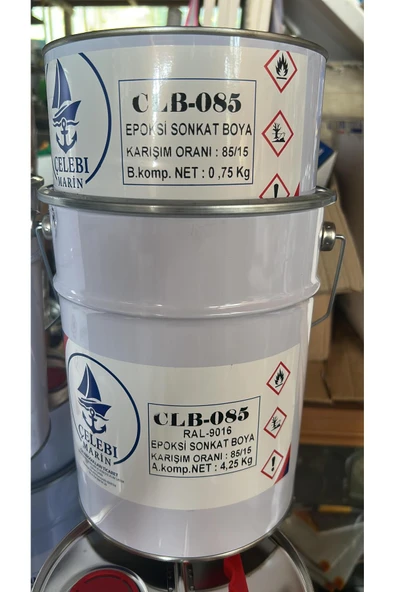 CLB-085
EPOKSİ SONKAT BOYA
KARIŞIM ORANI : 85/15
B.komp. NET : 0 ,75 Kg
ÇELEBI
MARİN
CLB-085
RAL-9016
EPOKSİ SONKAT BOYA
KARIŞIM ORANI : 85/15
A.komp.NET : 4,25 Kg
ÇELEBI
MARİN